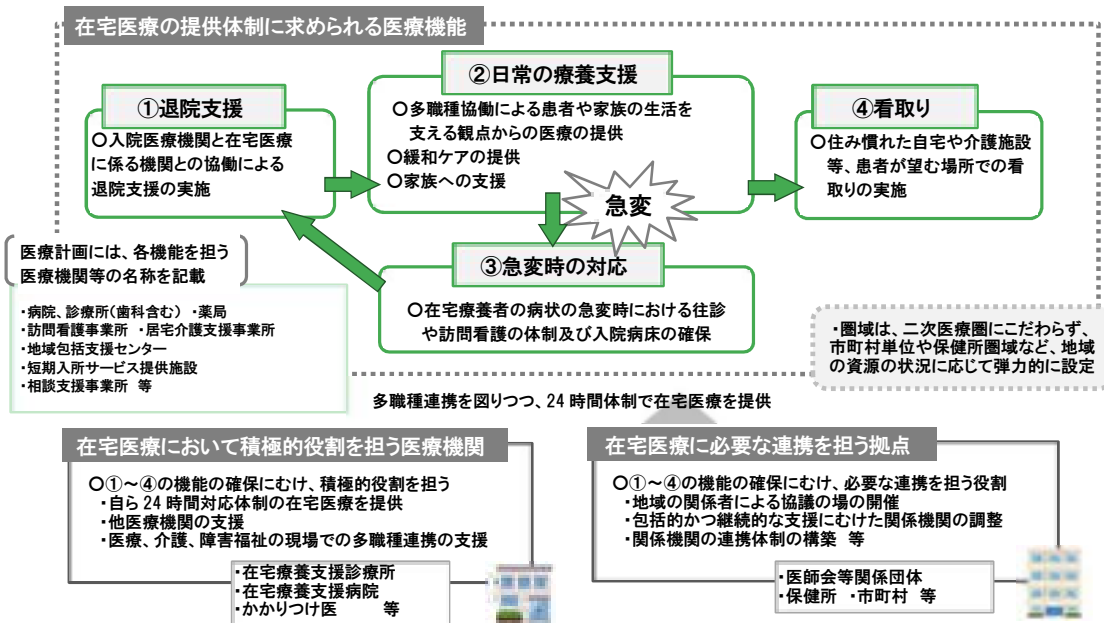 在宅医療の提供体制に求められる医療機能
①退院支援
〇入院医療機関と在宅医療
に係る機関との協働による
退院支援の実施
②日常の療養支援
〇多職種協働による患者や家族の生活を
支える観点からの医療の提供
〇緩和ケアの提供
〇家族への支援
急変
④看取り
〇住み慣れた自宅や介護施設
等、患者が望む場所での看
取りの実施
③急変時の対応
〇在宅療養者の病状の急変時における往診
や訪問看護の体制及び入院病床の確保
医療計画には、各機能を担う
医療機関等の名称を記載
・病院、診療所(歯科含む) ・薬局
・訪問看護事業所 ・居宅介護支援事業所
・地域包括支援センター
・短期入所サービス提供施設
・相談支援事業所 等
・圏域は、二次医療圏にこだわらず、
市町村単位や保健所圏域など、地域
の資源の状況に応じて弾力的に設定
多職種連携を図りつつ、24 時間体制で在宅医療を提供
在宅医療において積極的役割を担う医療機関
〇①~④の機能の確保にむけ、積極的役割を担う
・自ら 24 時間対応体制の在宅医療を提供
・他医療機関の支援
・医療、介護、障害福祉の現場での多職種連携の支援
・在宅療養支援診療所
・在宅療養支援病院
・かかりつけ医 等
在宅医療に必要な連携を担う拠点
〇①~④の機能の確保にむけ、必要な連携を担う役割
・地域の関係者による協議の場の開催
・包括的かつ継続的な支援にむけた関係機関の調整
・関係機関の連携体制の構築 等
・医師会等関係団体
・保健所 ・市町村 等